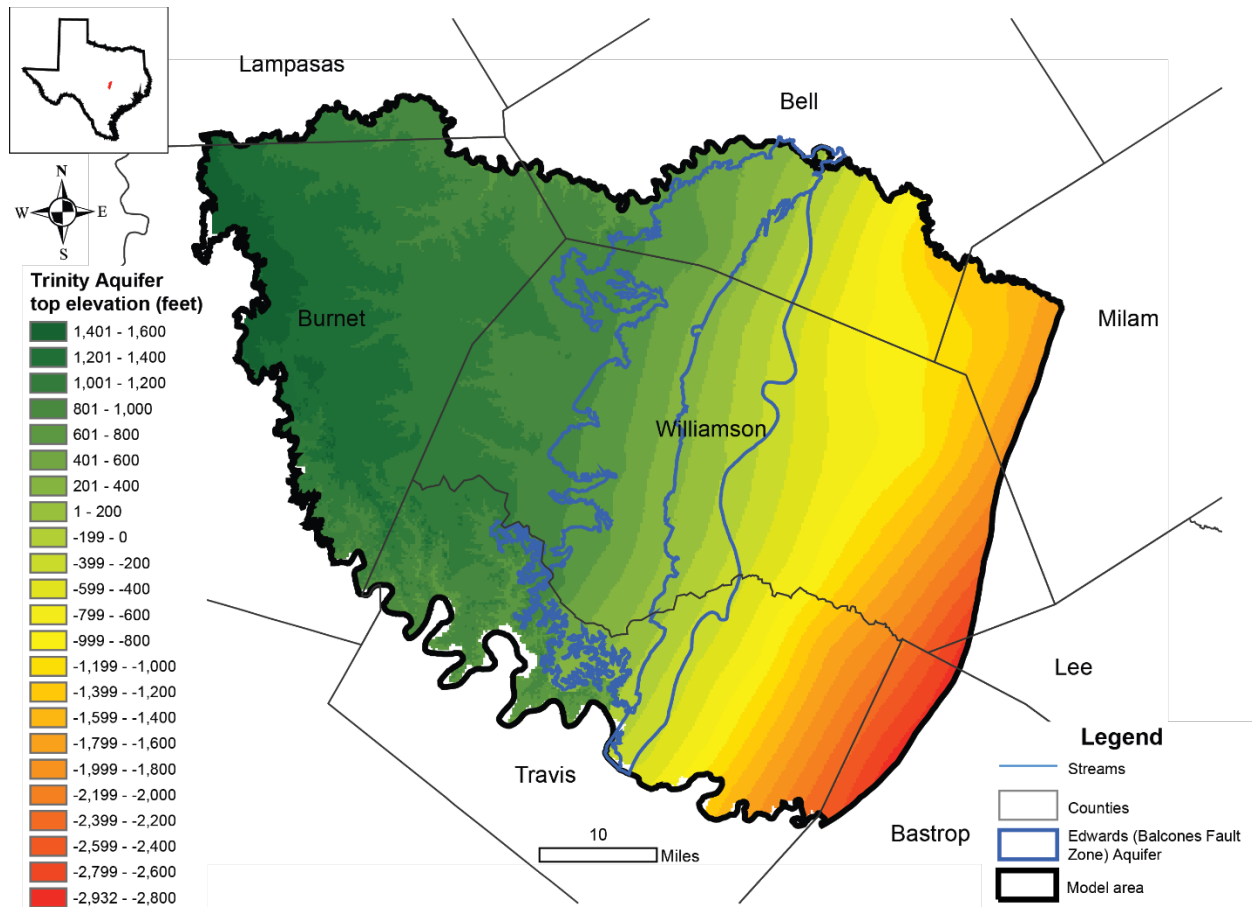 Lampasas
Bell
N
W
E
S
Trinity Aquifer
top elevation (feet)
1,401 - 1,600
1,201 - 1,400
1,001 - 1,200
801 - 1,000
601 - 800
401 - 600
201 - 400
1 - 200
-199 - 0
-399 - -200
-599 - -400
-799 - -600
-999 - -800
-1,199 - -1,000
-1,399 - -1,200
-1,599 - -1,400
-1,799 - -1,600
-1,999 - -1,800
-2,199 - -2,000
-2,399 - -2,200
-2,599 - -2,400
-2,799 - -2,600
-2,932 - -2,800
Burnet
Milam
Williamson
Lee
Travis
Bastrop
10
Miles
Legend
Streams
Counties
Edwards (Balcones Fault
Zone) Aquifer
Model area